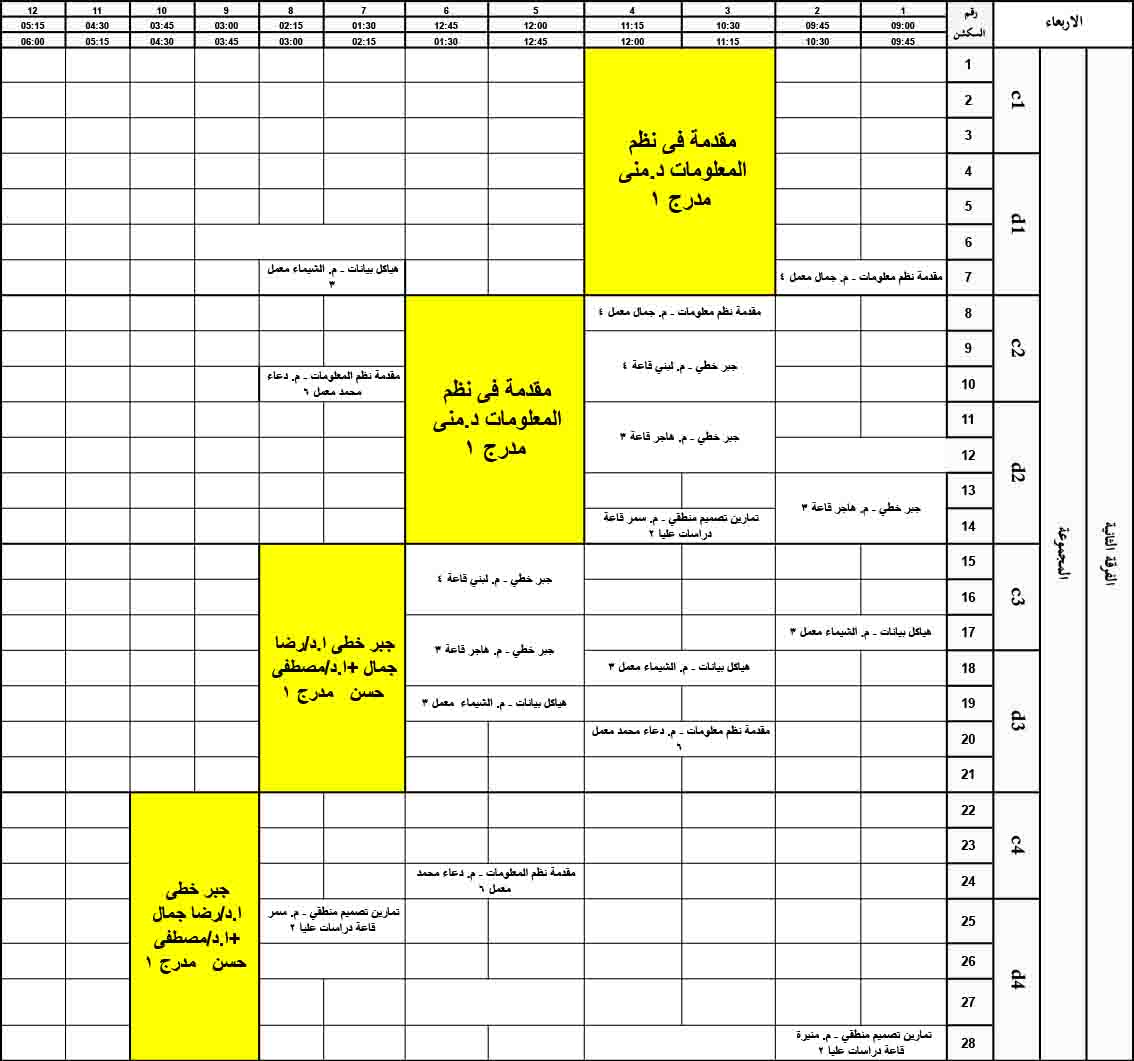 الاربعاء
رقم السكشن
1 2 3 4 5 6 7 8 9 10 11 12
09:00 09:45 10:30 11:15 12:00 12:45 01:30 02:15 03:00 03:45 04:30 05:15
09:45 10:30 11:15 12:00 12:45 01:30 02:15 03:00 03:45 04:30 05:15 06:00
الفرقة الثانية
المجموعة
c1
1
مقدمة فى نظم
المعلومات د.منى
مدرج ١
2
3
d1
4
5
6
7
مقدمة نظم معلومات - م. جمال معمل ٤
هياكل بيانات - م. الشيماء معمل
٣
c2
8
مقدمة نظم معلومات - م. جمال معمل ٤
مقدمة فى نظم
المعلومات د.منى
مدرج ١
9
جبر خطي - م. لبني قاعة ٤
10
مقدمة نظم المعلومات - م. دعاء
محمد معمل ٦
d2
11
جبر خطي - م. هاجر قاعة ٣
12
13
جبر خطي - م. هاجر قاعة ٣
14
تمارين تصميم منطقي - م. سمر قاعة
دراسات عليا ٢
c3
15
جبر خطي - م. لبني قاعة ٤
جبر خطى ا.د/رضا
جمال +ا.د/مصطفى
حسن مدرج ١
16
17
هياكل بيانات - م. الشيماء معمل ٣
جبر خطي - م. هاجر قاعة ٣
d3
18
هياكل بيانات - م. الشيماء معمل ٣
19
هياكل بيانات - م. الشيماء معمل ٣
20
مقدمة نظم معلومات - م. دعاء محمد معمل
٦
21
c4
22
جبر خطى
ا.د/رضا جمال
+ا.د/مصطفى
حسن مدرج ١
23
24
مقدمة نظم المعلومات - م. دعاء محمد
معمل ٦
d4
25
تمارين تصميم منطقي - م. سمر
قاعة دراسات عليا ٢
26
27
28
تمارين تصميم منطقي - م. منيرة
قاعة دراسات عليا ٢